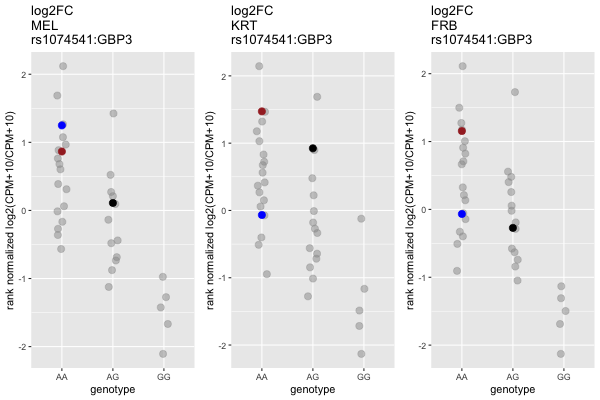 log2FC
MEL
rs1074541:GBP3
rank normalized log2(CPM+10/CPM+10)
2
1
0
-1
-2
AA
AG
GG
genotype
log2FC
KRT
rs1074541:GBP3
rank normalized log2(CPM+10/CPM+10)
2
1
0
-1
-2
AA
AG
GG
genotype
log2FC
FRB
rs1074541:GBP3
rank normalized log2(CPM+10/CPM+10)
2
1
0
-1
-2
AA
AG
GG
genotype